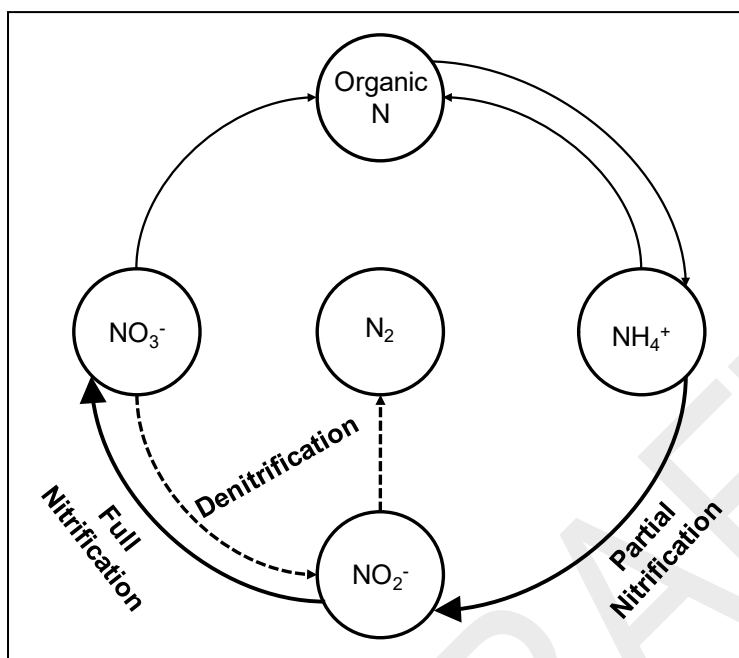 Organic
N
NO₃⁻
N₂
NH₄⁺
Denitrification
Full
Nitrification
Partial
Nitrification
NO₂⁻